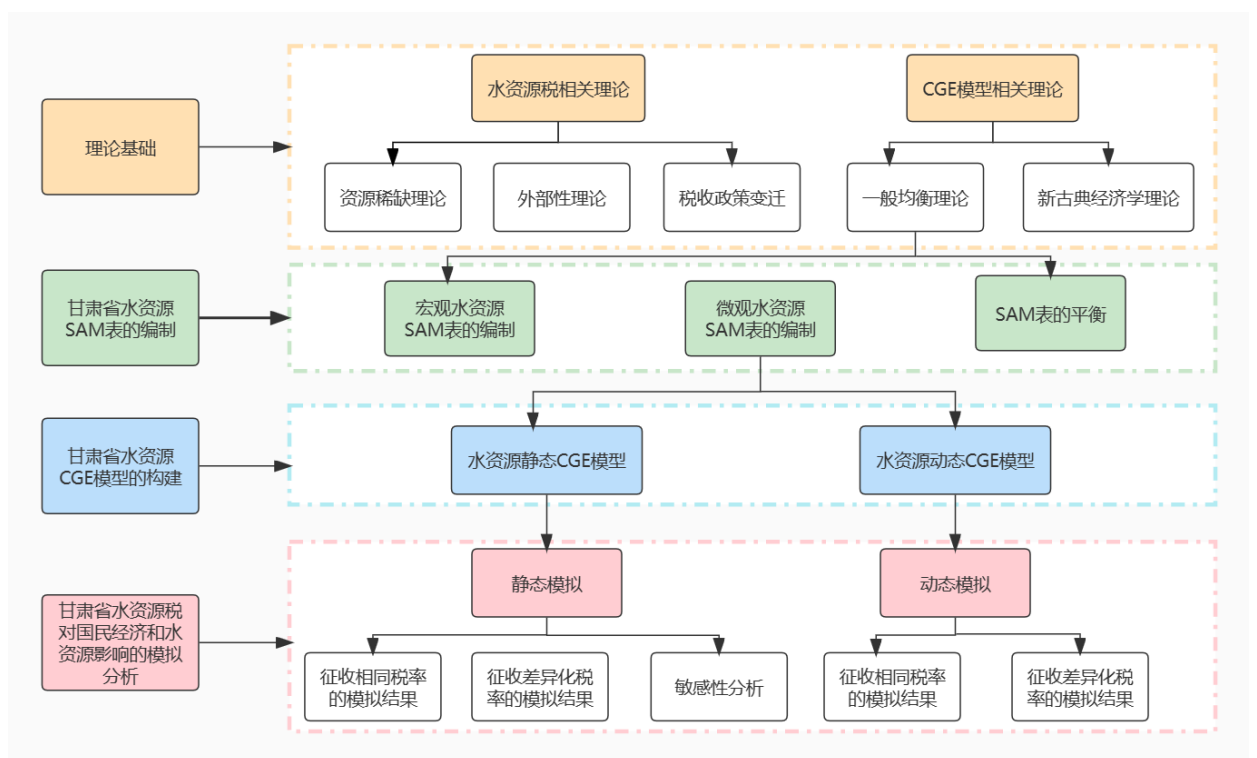 水资源税相关理论
CGE模型相关理论
理论基础
资源稀缺理论
外部性理论
税收政策变迁
一般均衡理论
新古典经济学理论
甘肃省水资源
SAM表的编制
宏观水资源
SAM表的编制
微观水资源
SAM表的编制
SAM表的平衡
甘肃省水资源
CGE模型的构建
水资源静态CGE模型
水资源动态CGE模型
甘肃省水资源税
对国民经济和水
资源影响的模拟
分析
静态模拟
动态模拟
征收相同税率
的模拟结果
征收差异化税
率的模拟结果
敏感性分析
征收相同税率
的模拟结果
征收差异化税
率的模拟结果